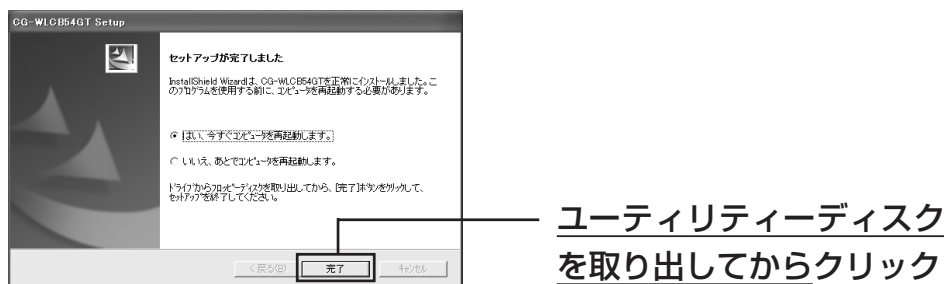 CG-WLCB54GT Setup
セットアップが完了しました
InstallShield Wizardは、CG-WLCB54GTを正常にインストールしました。こ
のプログラムを使用する前に、コンピュータを再起動する必要があります。
はい、今すぐコンピュータを再起動します。
いいえ、あとでコンピュータを再起動します。
ドライブからフロッピーディスクを取り出してから、[完了]ボタンをクリックして、
セットアップを終了してください。
ユーティリティーディスク
を取り出してからクリック
< 戻る(B)
完了
キャンセル